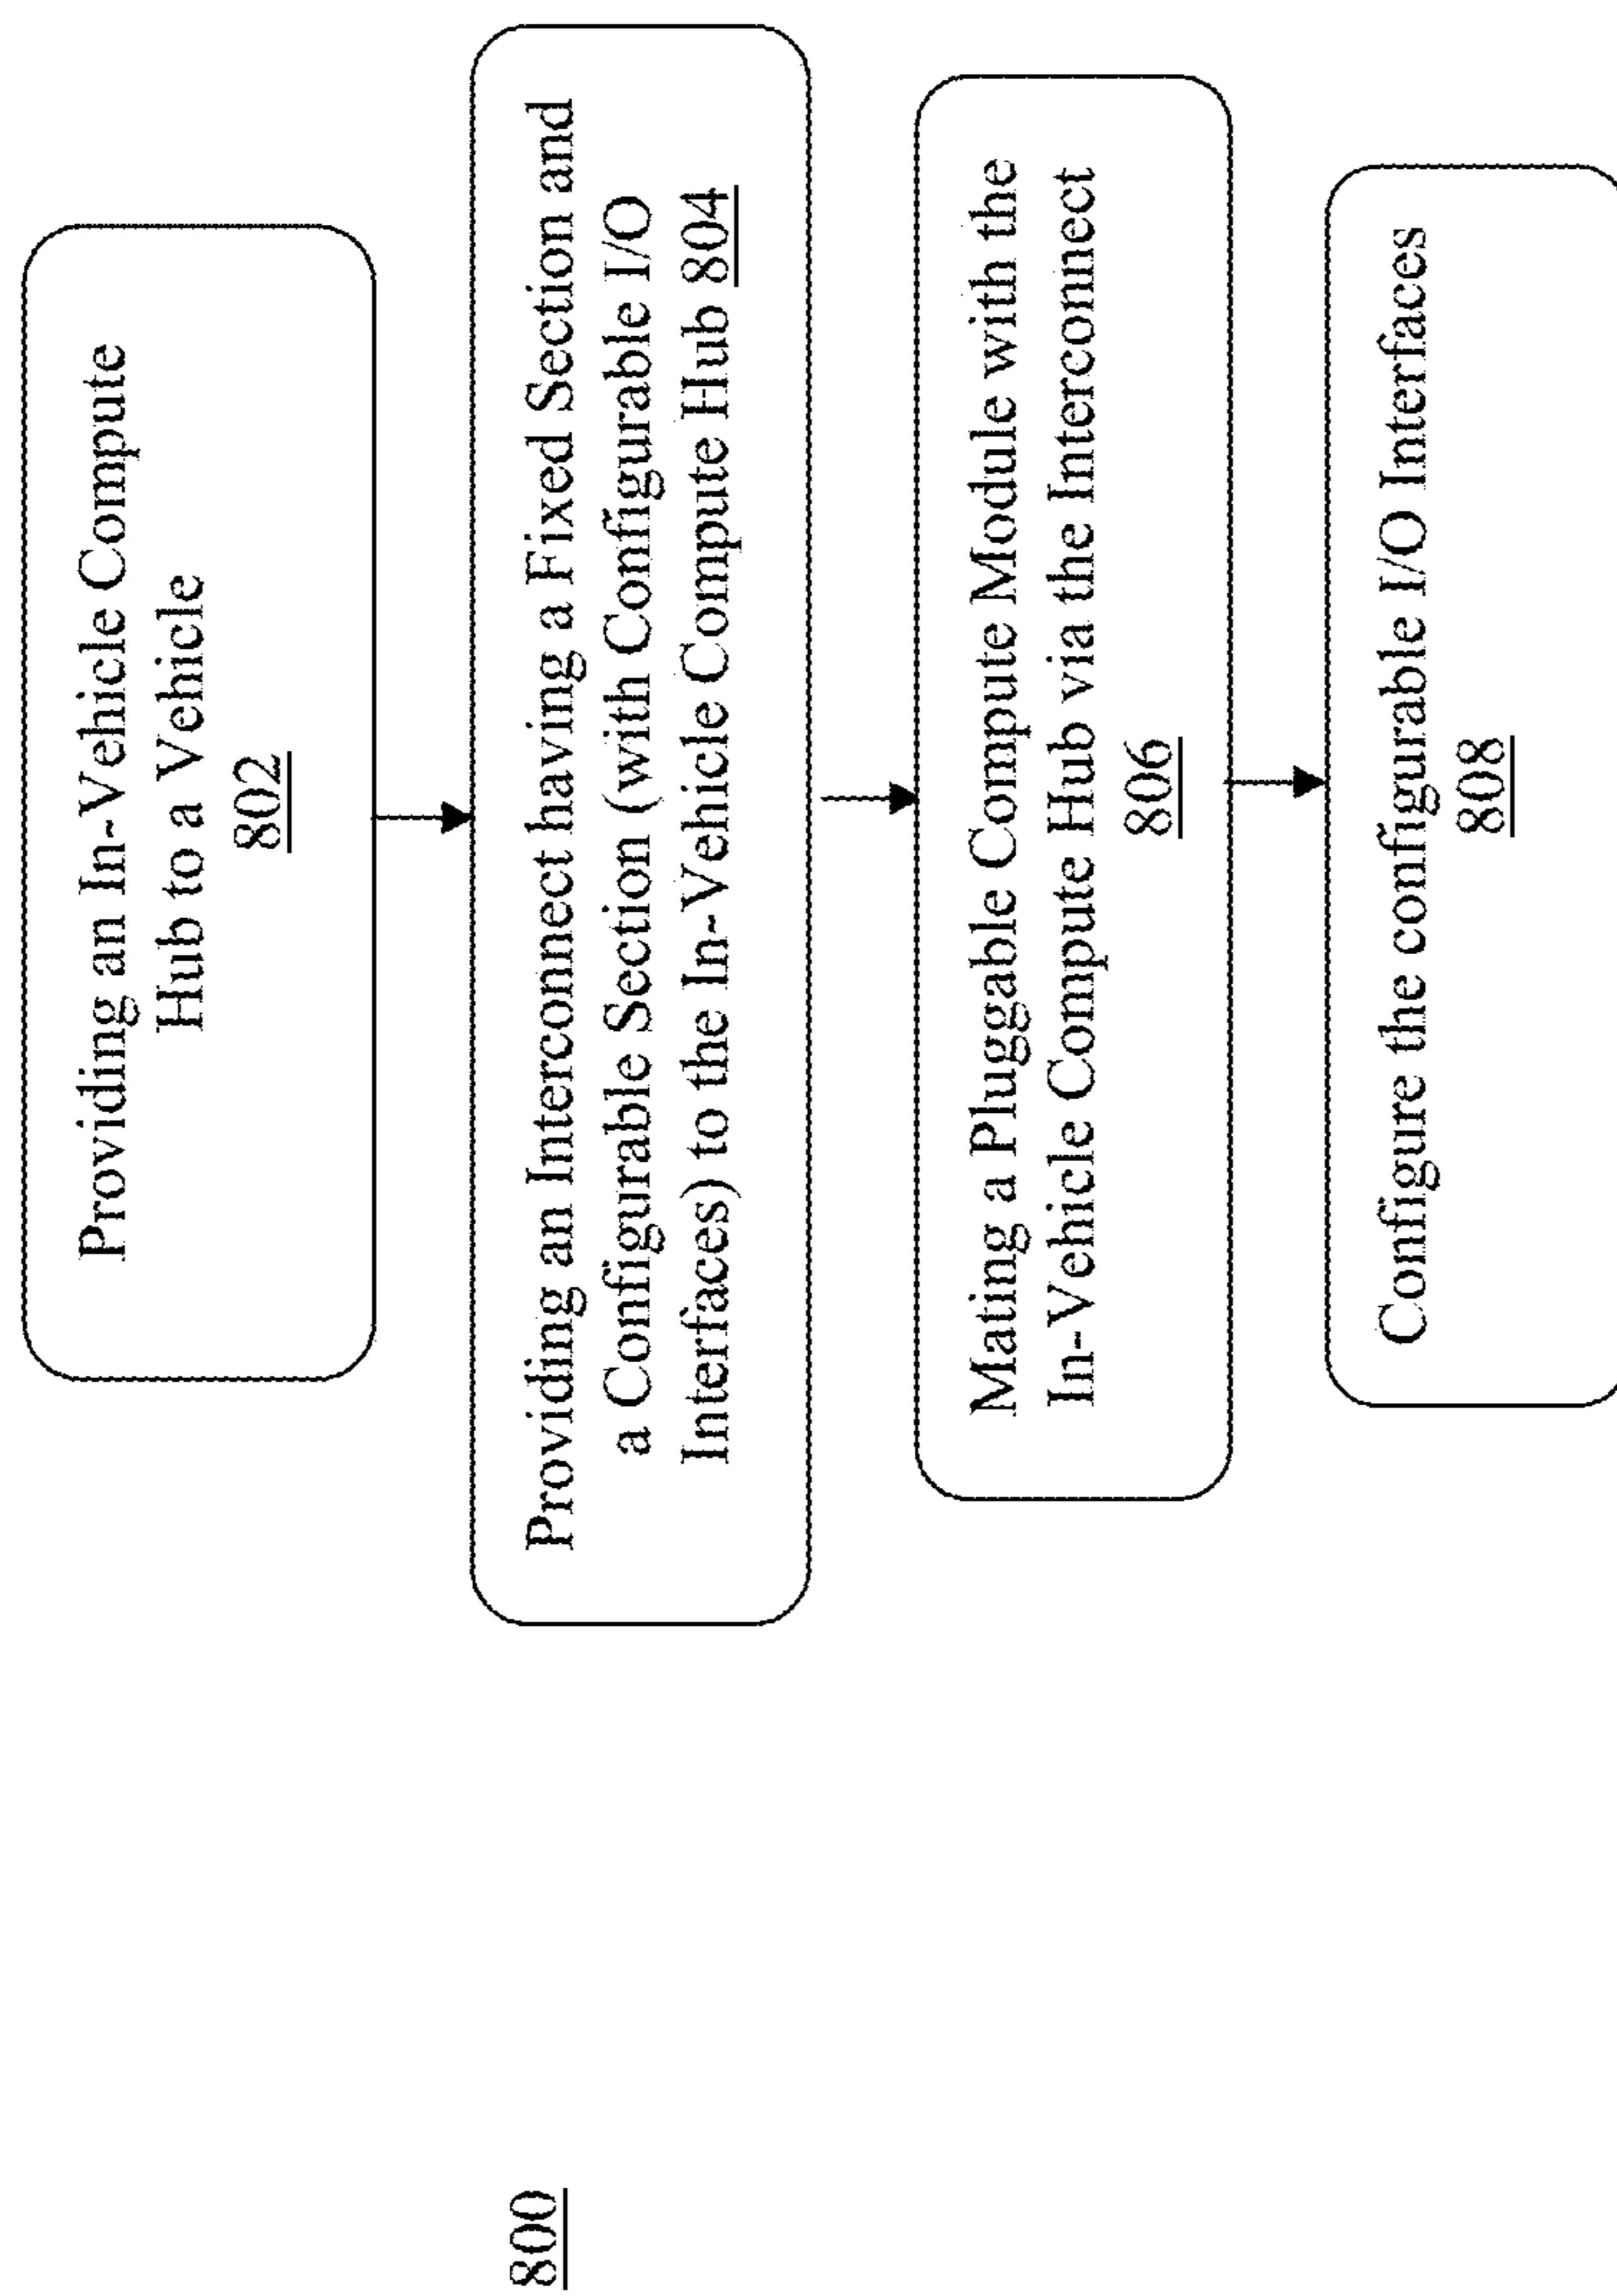 800
Providing an In-Vehicle Compute
Hub to a Vehicle
802
Providing an Interconnect having a Fixed Section and
a Configurable Section (with Configurable I/O
Interfaces) to the In-Vehicle Compute Hub 804
Mating a Pluggable Compute Module with the
In-Vehicle Compute Hub via the Interconnect
806
Configure the configurable I/O Interfaces
808